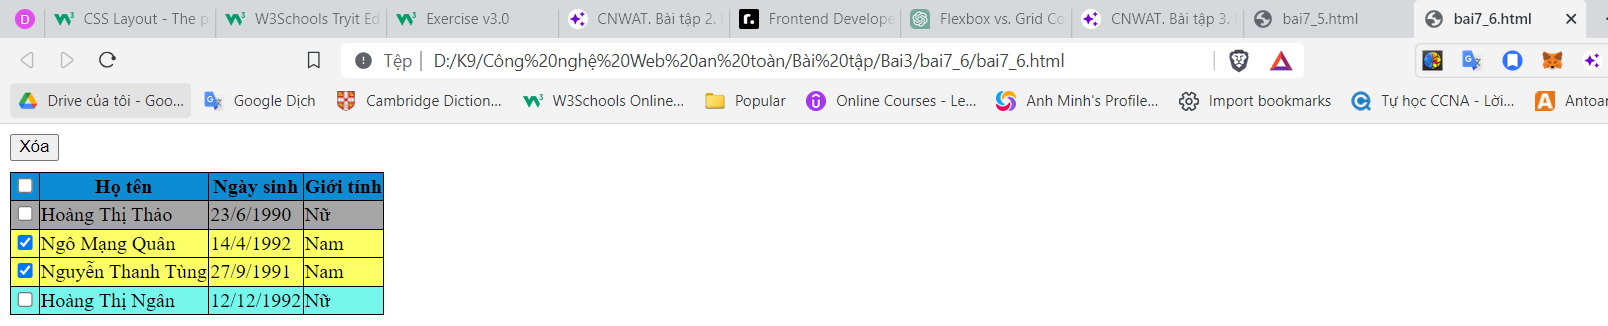 D CSS Layout - The p W3Schools Tryit Ed Exercise v3.0 CNWAT. Bài tập 2. Frontend Develope Flexbox vs. Grid Co CNWAT. Bài tập 3. bai7_5.html bai7_6.html
Tệp D:/K9/Công%20nghệ%20Web%20an%20toàn/Bài%20tập/Bai3/bai7_6/bai7_6.html
Drive của tôi - Goo... Google Dịch Cambridge Diction... W3Schools Online... Popular Online Courses - Le... Anh Minh's Profile... Import bookmarks Tự học CCNA - Lời... Antoar
Xóa
Họ tên Ngày sinh Giới tính
Hoàng Thị Thảo 23/6/1990 Nữ
Ngô Mạng Quân 14/4/1992 Nam
Nguyễn Thanh Tùng 27/9/1991 Nam
Hoàng Thị Ngân 12/12/1992 Nữ